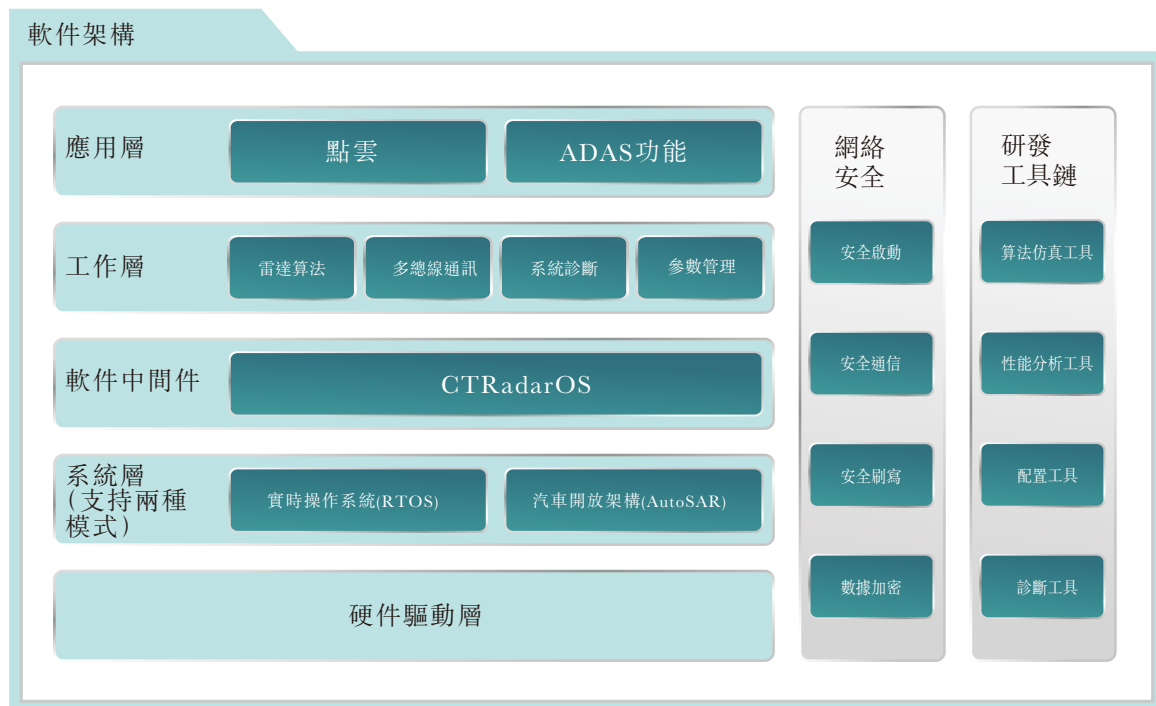 軟件架構
應用層
點雲
ADAS功能
工作層
雷達算法
多總線通訊
系統診斷
參數管理
軟件中間件
CTRadarOS
系統層
(支持兩種
模式)
實時操作系統(RTOS)
汽車開放架構(AutoSAR)
硬件驅動層
網絡
安全
安全啟動
安全通信
安全刷寫
數據加密
研發
工具鏈
算法仿真工具
性能分析工具
配置工具
診斷工具